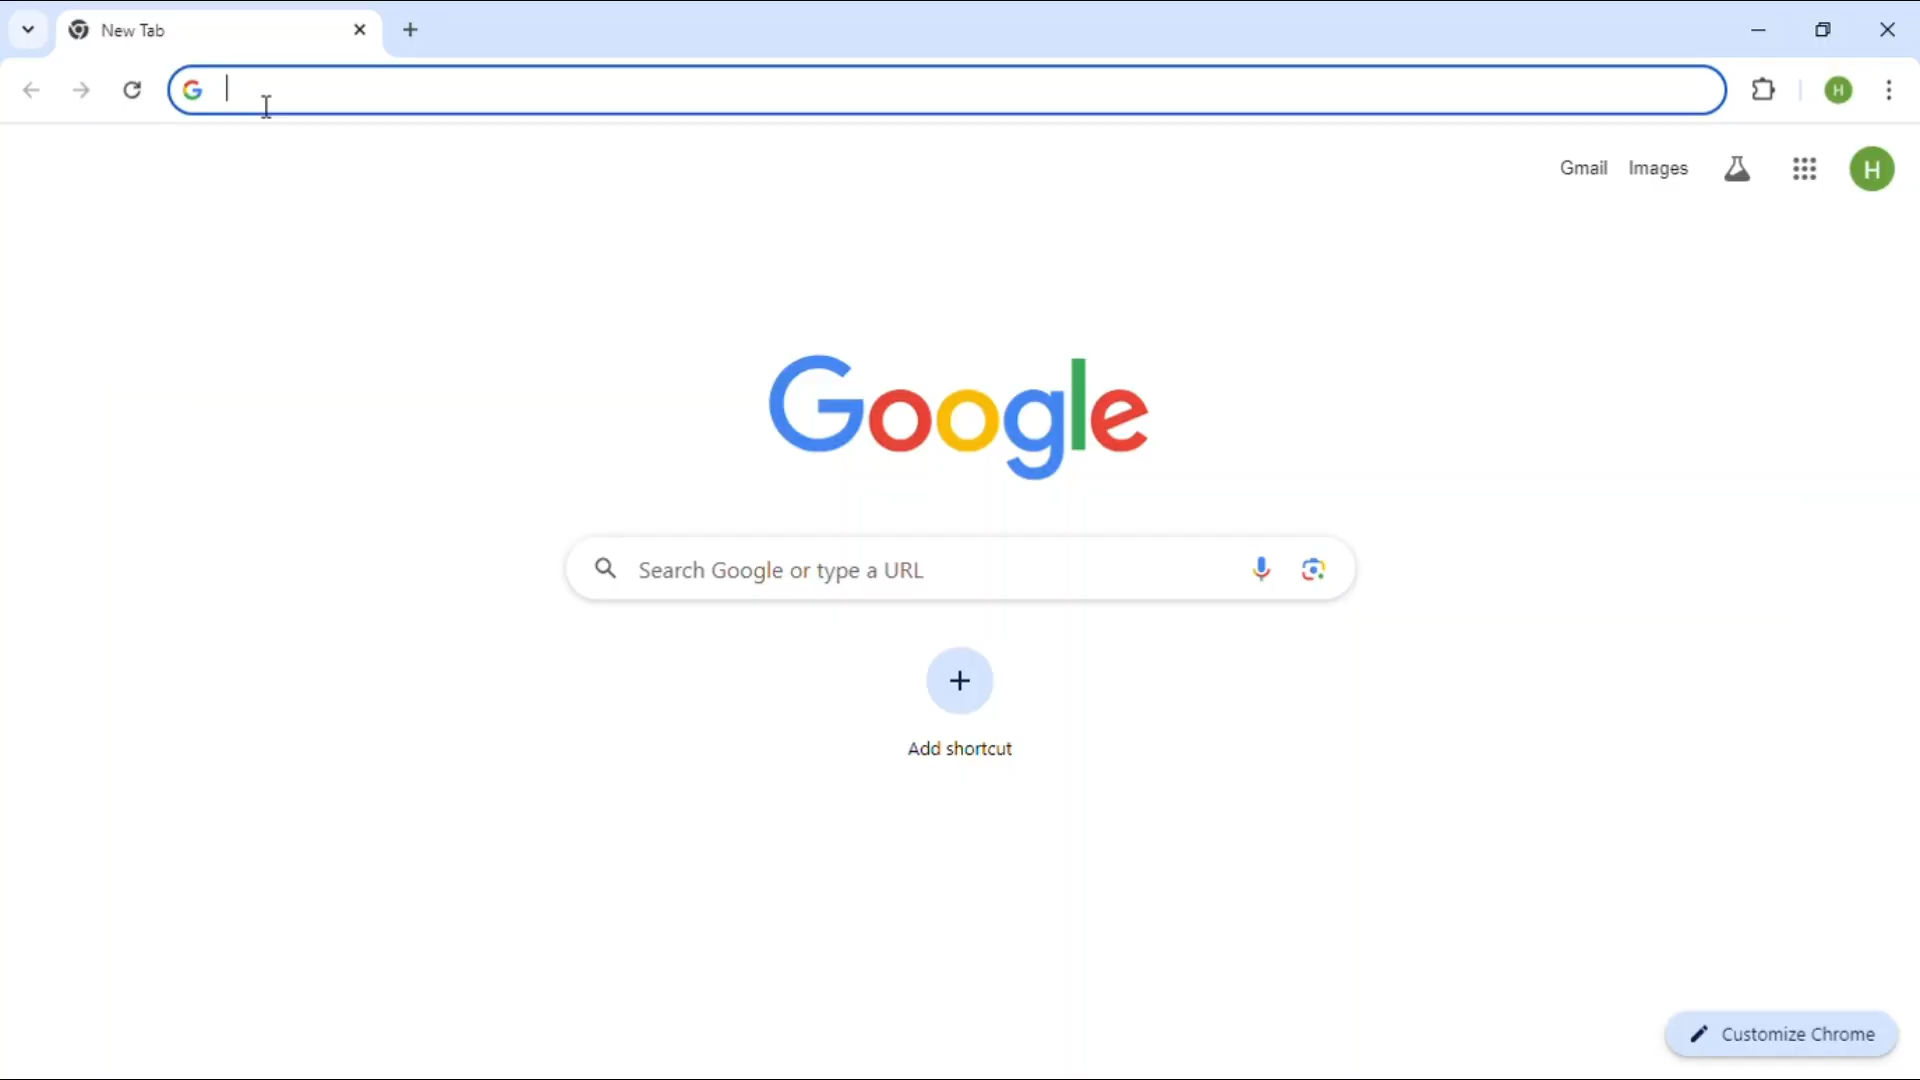 New Tab
H
Gmail Images
H
Google
Search Google or type a URL
Add shortcut
Customize Chrome